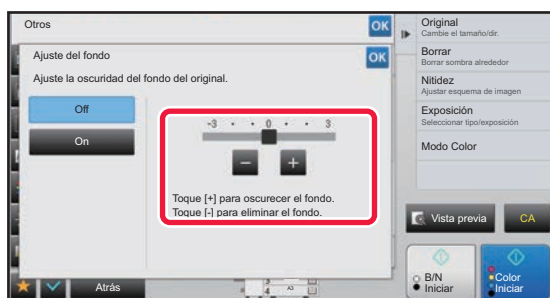 Otros
OK
Ajuste del fondo
OK
Ajuste la oscuridad del fondo del original.
Off
On
-3 • • 0 • • 3
Toque [+] para oscurecer el fondo.
Toque [-] para eliminar el fondo.
Atrás
Original
Cambie el tamaño/dir.
Borrar
Borrar sombra alrededor
Nitidez
Ajustar esquema de imagen
Exposición
Seleccionar tipo/exposición
Modo Color
Vista previa
CA
B/N
Iniciar
Color
Iniciar
4 A3